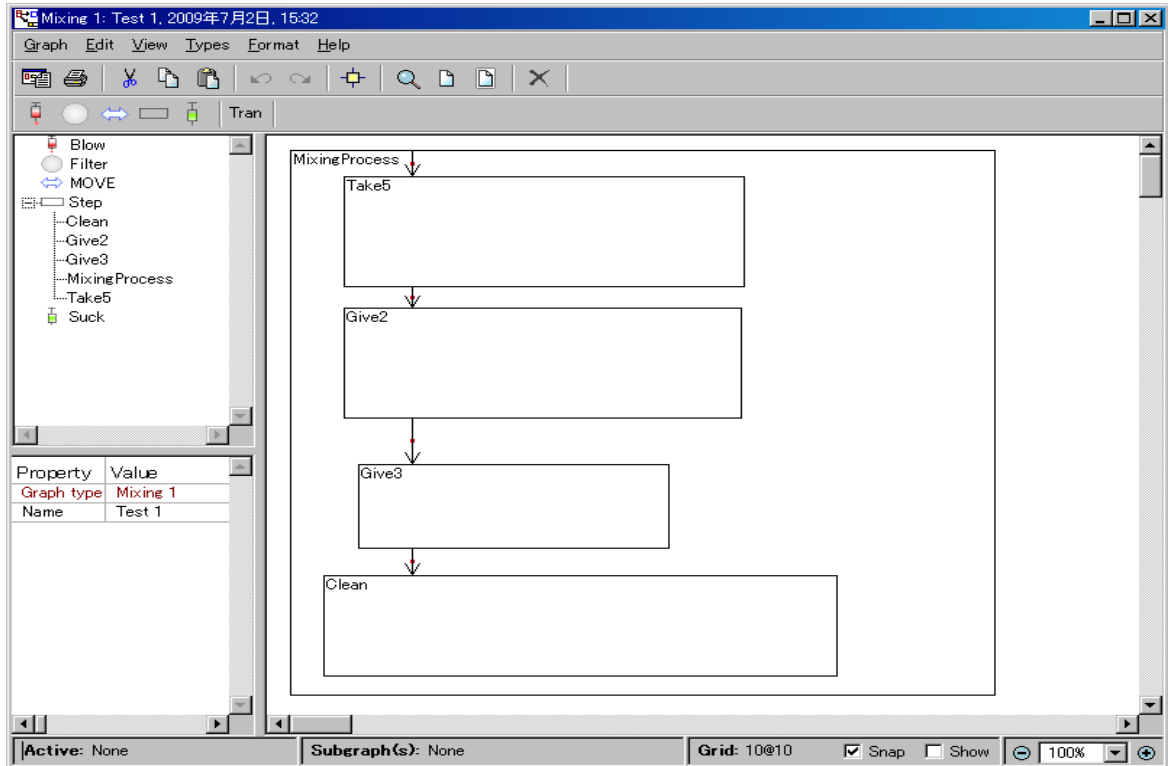 Mixing 1: Test 1, 2009年7月2日, 15:32
Graph Edit View Types Format Help
Tran
Blow
Filter
MOVE
Step
Clean
Give2
Give3
MixingProcess
Take5
Suck
Property Value
Graph type Mixing 1
Name Test 1
MixingProcess
Take5
Give2
Give3
Clean
Active: None Subgraph(s): None Grid: 10@10 Snap Show 100%